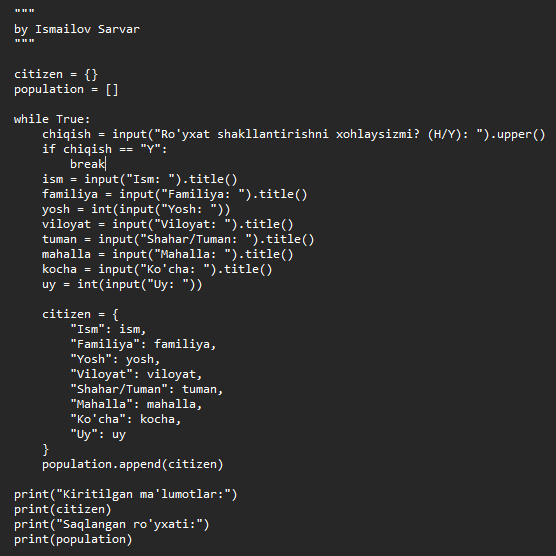 """
by Ismailov Sarvar
"""

citizen = {}
population = []

while True:
    chiqish = input("Ro'yxat shakllantirishni xohlaysizmi? (H/Y): ").upper()
    if chiqish == "Y":
        break
    ism = input("Ism: ").title()
    familiya = input("Familiya: ").title()
    yosh = int(input("Yosh: "))
    viloyat = input("Viloyat: ").title()
    tuman = input("Shahar/Tuman: ").title()
    mahalla = input("Mahalla: ").title()
    kocha = input("Ko'cha: ").title()
    uy = int(input("Uy: "))

    citizen = {
        "Ism": ism,
        "Familiya": familiya,
        "Yosh": yosh,
        "Viloyat": viloyat,
        "Shahar/Tuman": tuman,
        "Mahalla": mahalla,
        "Ko'cha": kocha,
        "Uy": uy
    }
    population.append(citizen)

print("Kiritilgan ma'lumotlar:")
print(citizen)
print("Saqlangan ro'yxati:")
print(population)